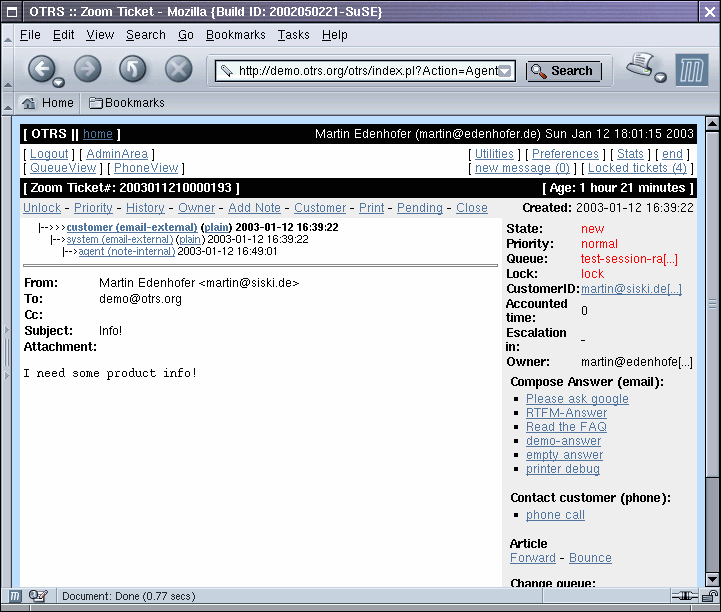 OTRS :: Zoom Ticket - Mozilla {Build ID: 2002050221-SuSE}
File Edit View Search Go Bookmarks Tasks Help
http://demo.otrs.org/otrs/index.pl?Action=Agent Search
Home Bookmarks
[ OTRS || home ] Martin Edenhofer (martin@edenhofer.de) Sun Jan 12 18:01:15 2003
[ Logout ] [ AdminArea ] [ Utilities ] [ Preferences ] [ Stats ] [ end ]
[ QueueView ] [ PhoneView ] [ new message (0) ] [ Locked tickets (4) ]
[ Zoom Ticket#: 2003011210000193 ] [ Age: 1 hour 21 minutes ]
Unlock - Priority - History - Owner - Add Note - Customer - Print - Pending - Close Created: 2003-01-12 16:39:22
|-->>>customer (email-external) (plain) 2003-01-12 16:39:22
|-->system (email-external) (plain) 2003-01-12 16:39:22
|-->agent (note-internal) 2003-01-12 16:49:01
From: Martin Edenhofer <martin@siski.de>
To: demo@otrs.org
Cc:
Subject: Info!
Attachment:
I need some product info!
State: new
Priority: normal
Queue: test-session-ra[...]
Lock: lock
CustomerID: martin@siski.de[...]
Accounted
time: 0
Escalation
in: -
Owner: martin@edenhofe[...]
Compose Answer (email):
Please ask google
RTFM-Answer
Read the FAQ
demo-answer
empty answer
printer debug
Contact customer (phone):
phone call
Article
Forward - Bounce
Change queue:
Document: Done (0.77 secs)